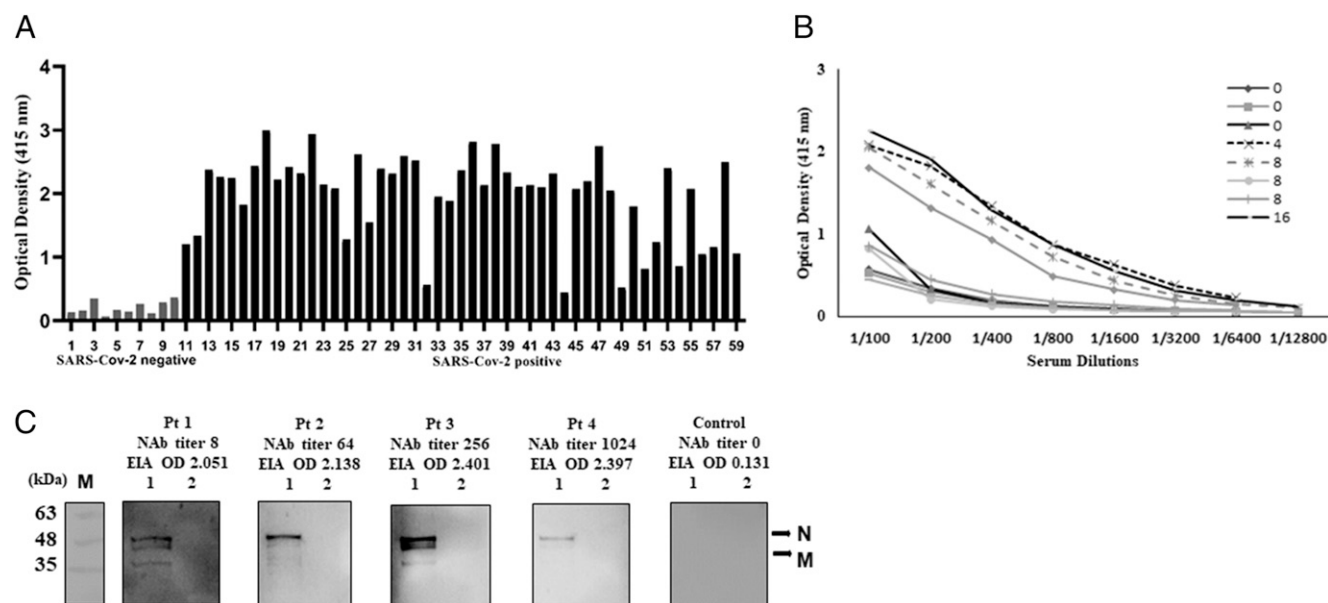 A
Optical Density (415 nm)
4
3
2
1
0
1 3 5 7 9 11 13 15 17 19 21 23 25 27 29 31 33 35 37 39 41 43 45 47 49 51 53 55 57 59
SARS-Cov-2 negative SARS-Cov-2 positive
B
Optical Density (415 nm)
3
2
1
0
0
0
0
4
8
8
8
16
1/100 1/200 1/400 1/800 1/1600 1/3200 1/6400 1/12800
Serum Dilutions
C
Pt 1 Pt 2 Pt 3 Pt 4 Control
NAb titer 8 NAb titer 64 NAb titer 256 NAb titer 1024 NAb titer 0
EIA OD 2.051 EIA OD 2.138 EIA OD 2.401 EIA OD 2.397 EIA OD 0.131
(kDa) M 1 2 1 2 1 2 1 2 1 2
63
48
35
N
M